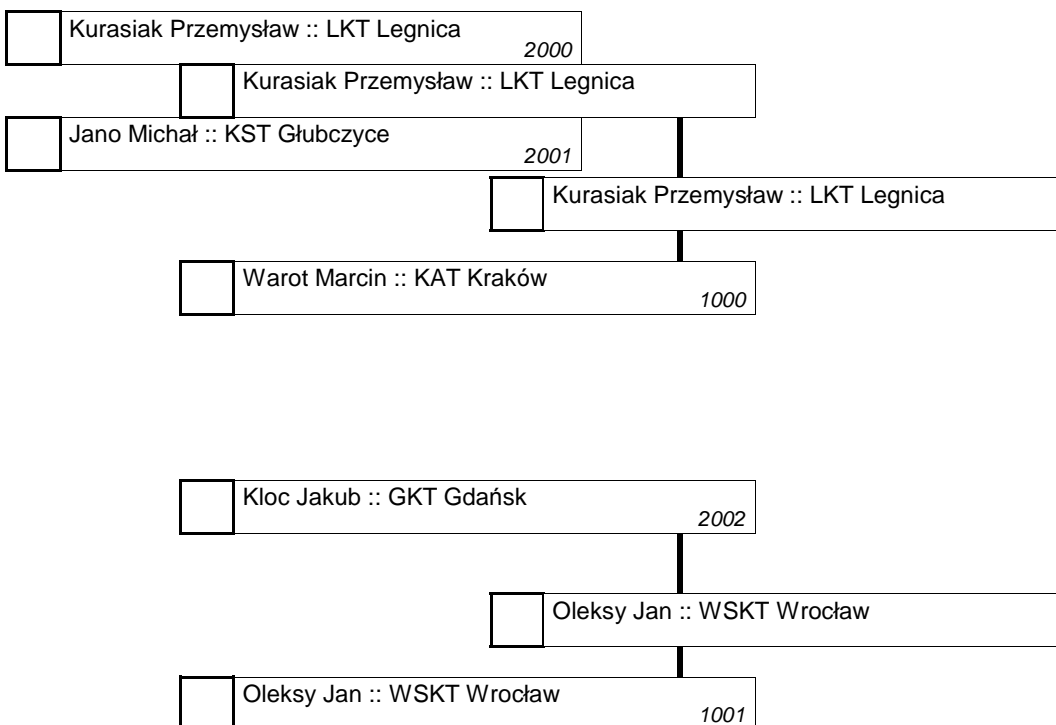 Kurasiak Przemysław :: LKT Legnica
2000
Kurasiak Przemysław :: LKT Legnica
Jano Michał :: KST Głubczyce
2001
Kurasiak Przemysław :: LKT Legnica
Warot Marcin :: KAT Kraków
1000
Kloc Jakub :: GKT Gdańsk
2002
Oleksy Jan :: WSKT Wrocław
Oleksy Jan :: WSKT Wrocław
1001